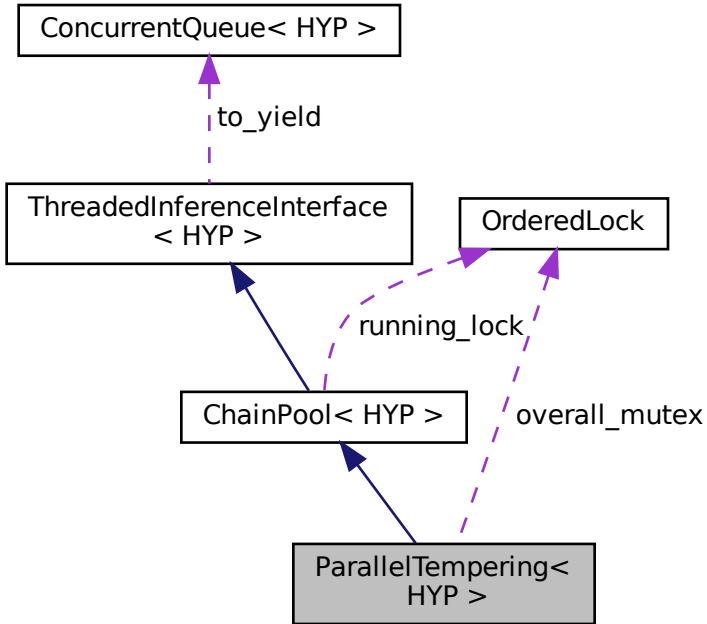 ConcurrentQueue< HYP >
to_yield
ThreadedInferenceInterface
< HYP >
OrderedLock
running_lock
ChainPool< HYP >
overall_mutex
ParallelTempering<
HYP >